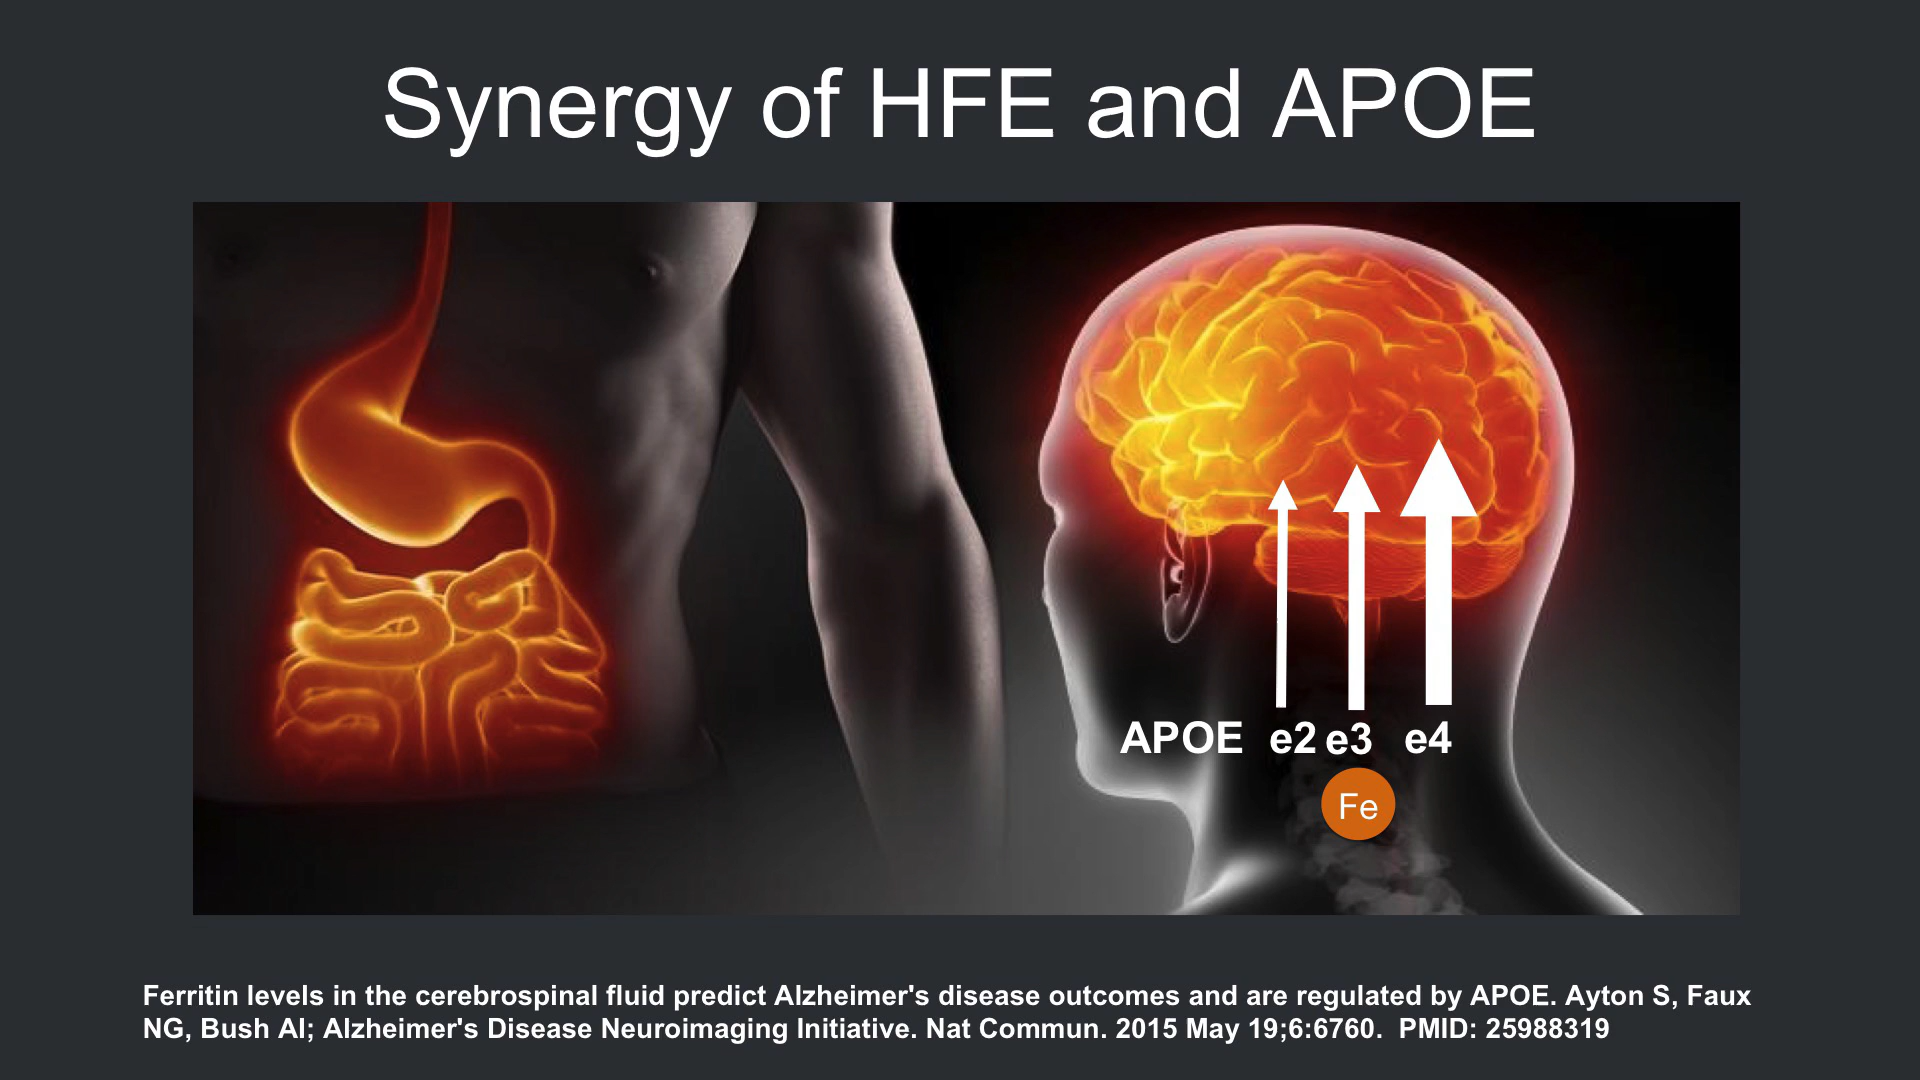 Synergy of HFE and APOE
APOE e2 e3 e4
Fe
Ferritin levels in the cerebrospinal fluid predict Alzheimer's disease outcomes and are regulated by APOE. Ayton S, Faux
NG, Bush AI; Alzheimer's Disease Neuroimaging Initiative. Nat Commun. 2015 May 19;6:6760. PMID: 25988319